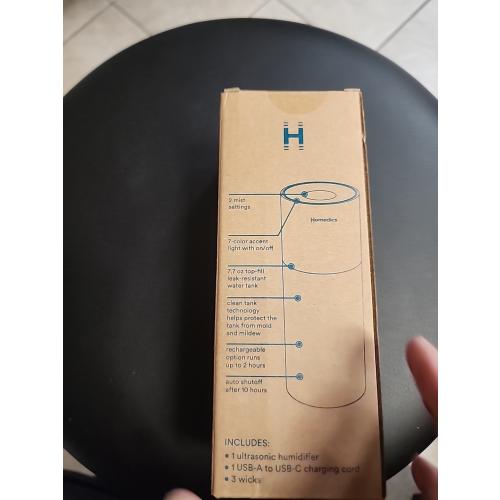 H
2 mist
settings
Homedics
7-color accent
light with on/off
7.7 oz top-fill
leak-resistant
water tank
clean tank
technology
helps protect the
tank from mold
and mildew
rechargeable
option runs
up to 2 hours
auto shutoff
after 10 hours
INCLUDES:
• 1 ultrasonic humidifier
• 1 USB-A to USB-C charging cord
• 3 wicks